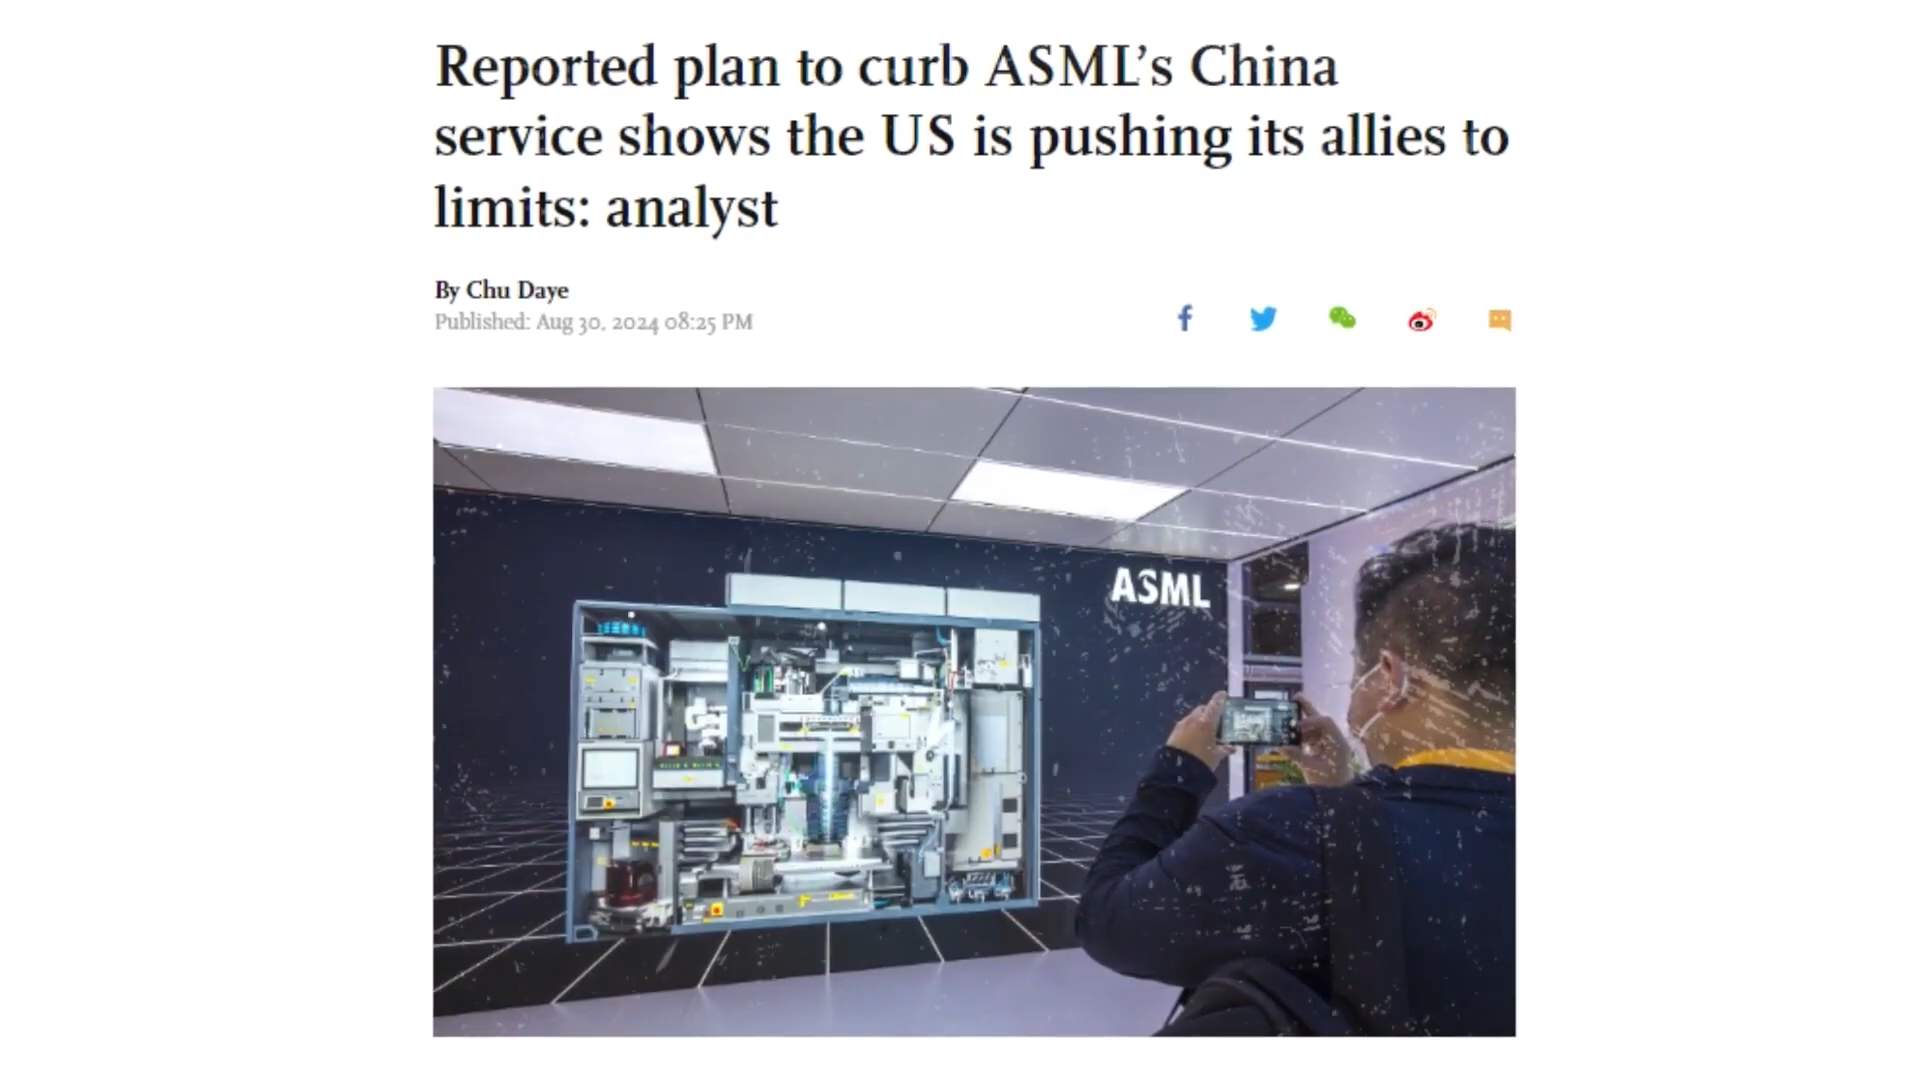 Reported plan to curb ASML’s China
service shows the US is pushing its allies to
limits: analyst
By Chu Daye
Published: Aug 30, 2024 08:25 PM
ASML